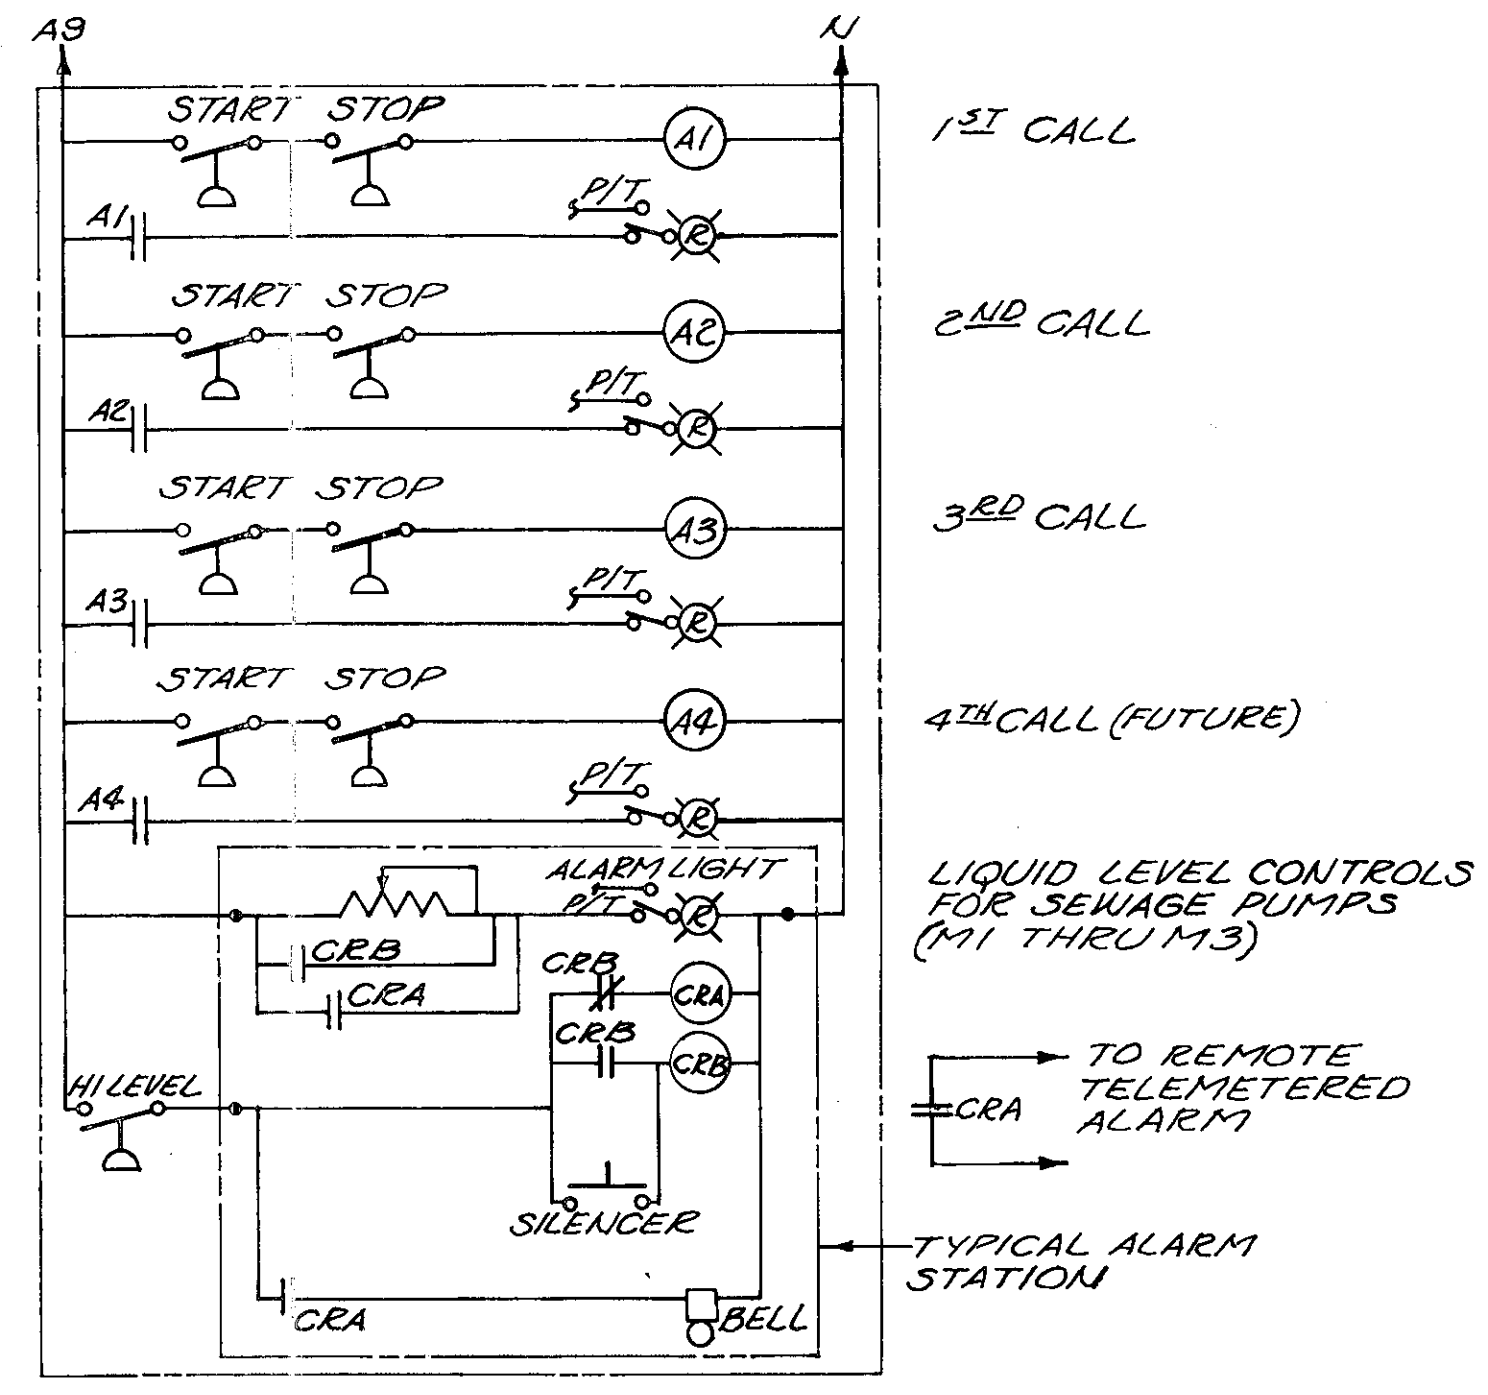 A9 N
START STOP A1 1ST CALL
A1 P/T R
START STOP A2 2ND CALL
A2 P/T R
START STOP A3 3RD CALL
A3 P/T R
START STOP A4 4TH CALL (FUTURE)
A4 P/T R
ALARM LIGHT
P/T R
LIQUID LEVEL CONTROLS
FOR SEWAGE PUMPS
(M1 THRU M3)
CRB
CRA
CRB CRA
CRB CRB
HI LEVEL
SILENCER
CRA
TO REMOTE
TELEMETERED
ALARM
CRA BELL
TYPICAL ALARM
STATION